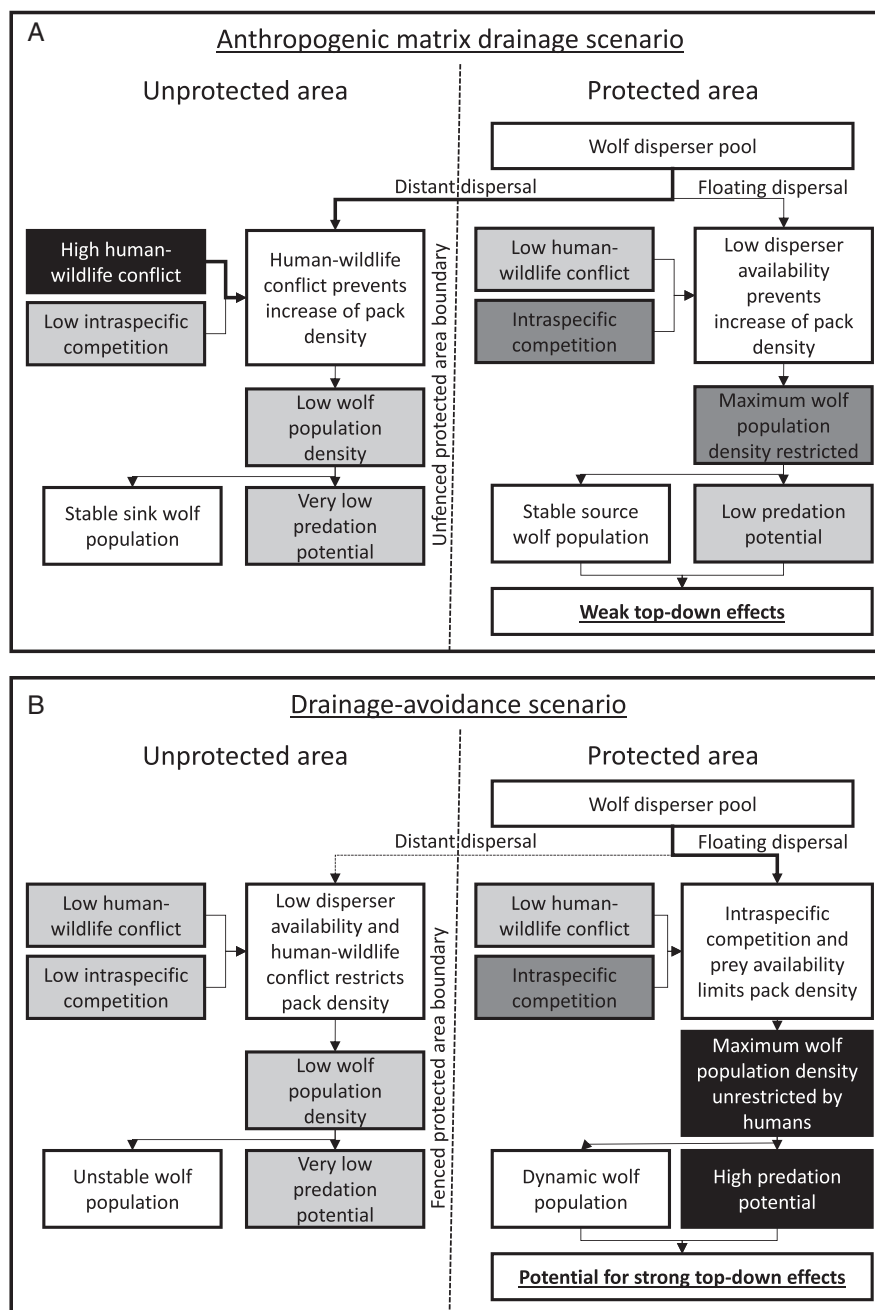 A
Anthropogenic matrix drainage scenario
Unprotected area
Protected area
Wolf disperser pool
Distant dispersal
Floating dispersal
High human-
wildlife conflict
Low intraspecific
competition
Human-wildlife
conflict prevents
increase of pack
density
Low wolf
population
density
Stable sink wolf
population
Very low
predation
potential
Unfenced protected area boundary
Low human-
wildlife conflict
Intraspecific
competition
Low disperser
availability
prevents
increase of pack
density
Maximum wolf
population
density restricted
Stable source
wolf population
Low predation
potential
Weak top-down effects
B
Drainage-avoidance scenario
Unprotected area
Protected area
Wolf disperser pool
Distant dispersal
Floating dispersal
Low human-
wildlife conflict
Low intraspecific
competition
Low disperser
availability and
human-wildlife
conflict restricts
pack density
Low wolf
population
density
Unstable wolf
population
Very low
predation
potential
Fenced protected area boundary
Low human-
wildlife conflict
Intraspecific
competition
Intraspecific
competition and
prey availability
limits pack density
Maximum wolf
population density
unrestricted by
humans
Dynamic wolf
population
High predation
potential
Potential for strong top-down effects